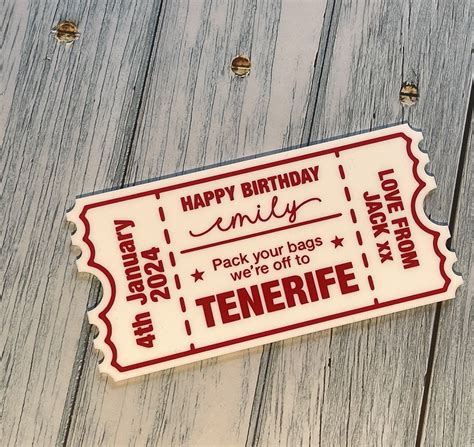 4th January
2024
HAPPY BIRTHDAY
emily
Pack your bags
we're off to
TENERIFE
LOVE FROM
JACK XX